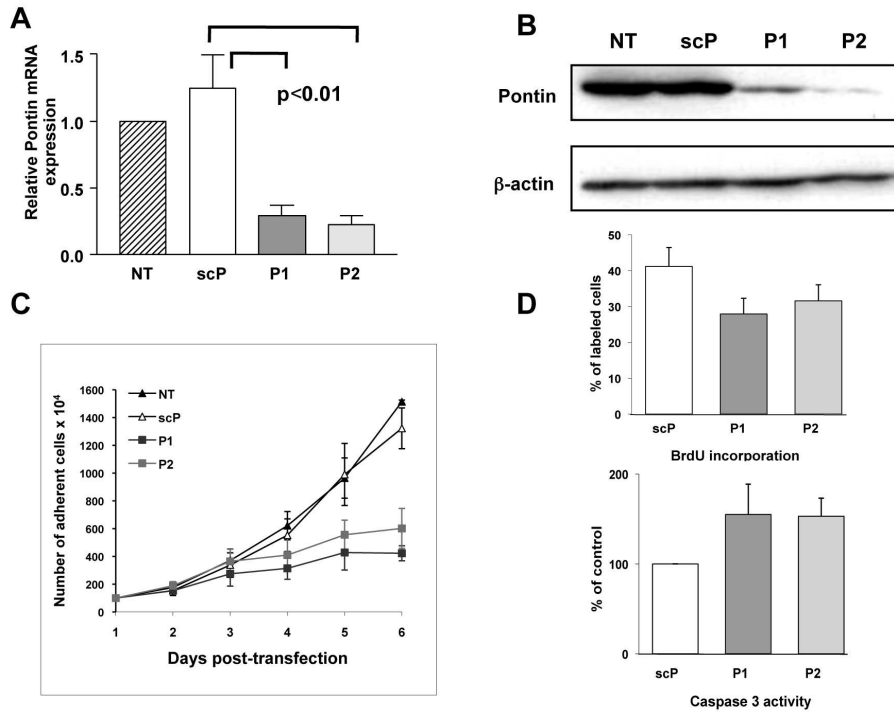 A
Relative Pontin mRNA
expression
1.5
1.0
0.5
0.0
p<0.01
NT scP P1 P2
B
NT scP P1 P2
Pontin
β-actin
C
Number of adherent cells x 10⁴
1600
1400
1200
1000
800
600
400
200
0
NT
scP
P1
P2
1 2 3 4 5 6
Days post-transfection
D
% of labeled cells
50
40
30
20
10
0
scP P1 P2
BrdU incorporation
% of control
200
100
0
scP P1 P2
Caspase 3 activity